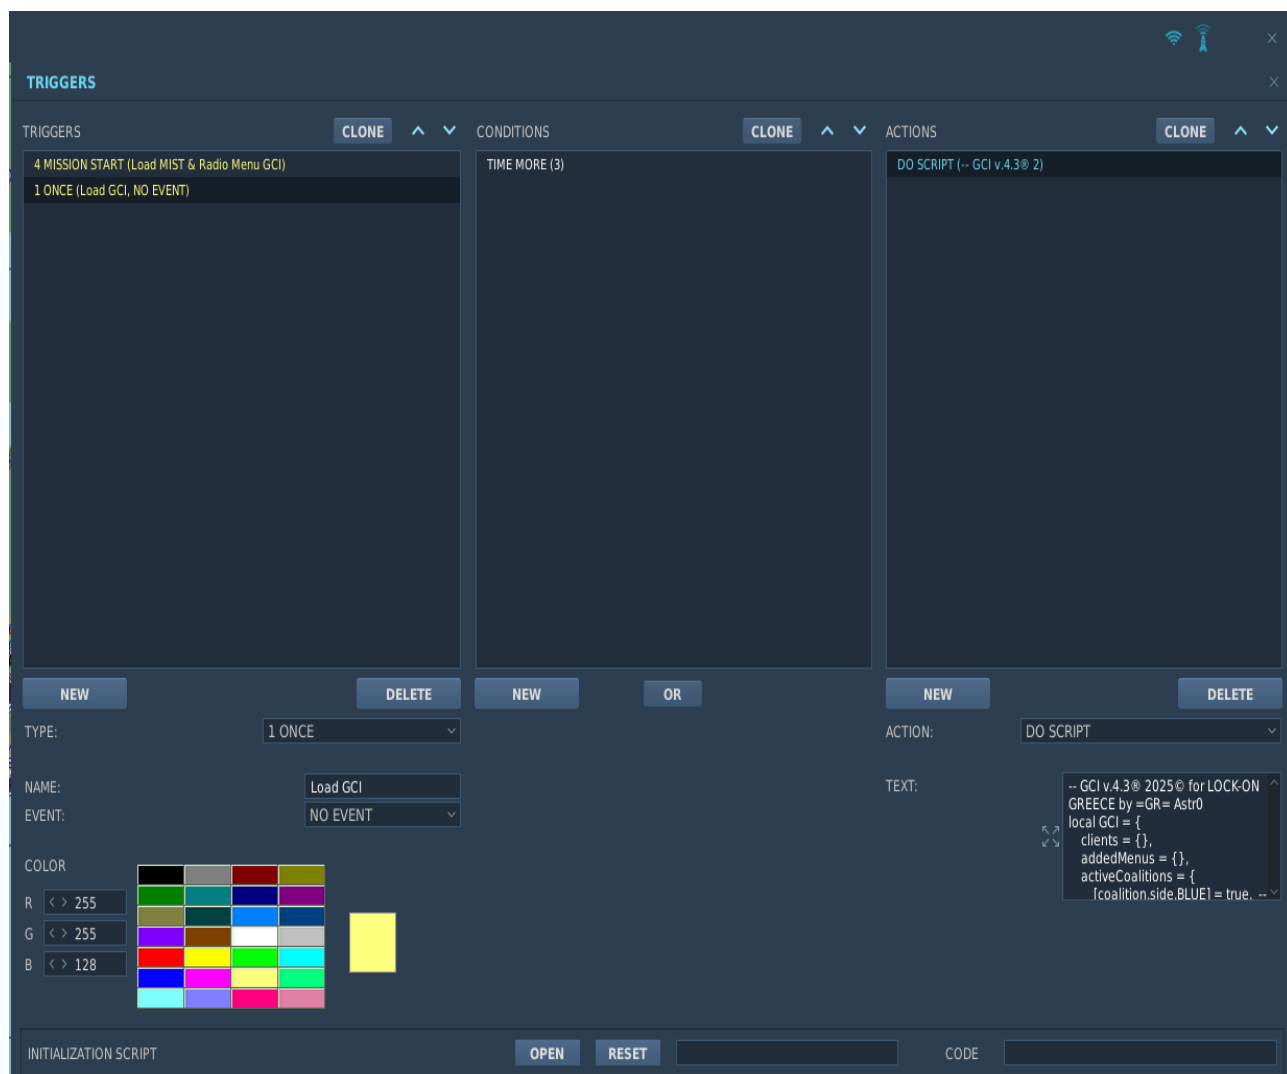 TRIGGERS
TRIGGERS CLONE CONDITIONS CLONE ACTIONS CLONE
4 MISSION START (Load MIST & Radio Menu GCI) TIME MORE (3) DO SCRIPT (-- GCI v.4.3® 2)
1 ONCE (Load GCI, NO EVENT)
NEW DELETE NEW OR NEW DELETE
TYPE: 1 ONCE ACTION: DO SCRIPT
NAME: Load GCI TEXT: -- GCI v.4.3® 2025© for LOCK-ON
GREECE by =GR= Astr0
EVENT: NO EVENT local GCI = {
clients = {},
addedMenus = {},
COLOR activeCoalitions = {
[coalition.side.BLUE] = true, --
R < > 255
G < > 255
B < > 128
INITIALIZATION SCRIPT OPEN RESET CODE